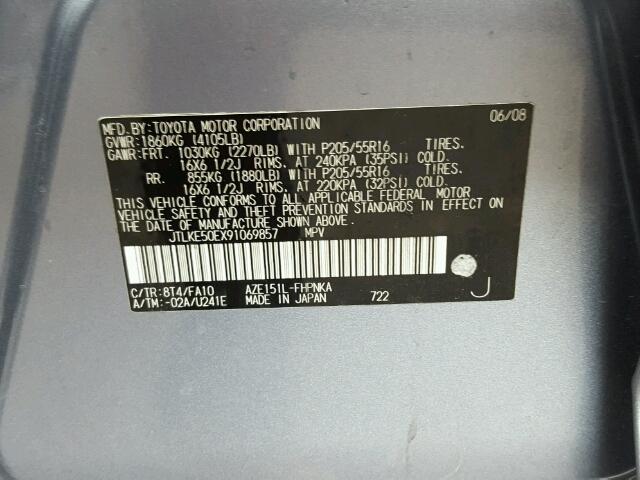 MFD.BY:TOYOTA MOTOR CORPORATION 06/08
GVWR:1860KG (4105LB)
GAWR:FRT. 1030KG (2270LB) WITH P205/55R16 TIRES.
16X6 1/2J RIMS. AT 240KPA (35PSI) COLD.
RR. 855KG (1880LB) WITH P205/55R16 TIRES.
16X6 1/2J RIMS. AT 220KPA (32PSI) COLD.
THIS VEHICLE CONFORMS TO ALL APPLICABLE FEDERAL MOTOR
VEHICLE SAFETY AND THEFT PREVENTION STANDARDS IN EFFECT ON
THE DATE OF MANUFACTURE SHOWN ABOVE.
JTLKE50EX91069857 MPV
C/TR:8T4/FA10 AZE151L-FHPNKA
A/TM:-02A/U241E MADE IN JAPAN 722 J